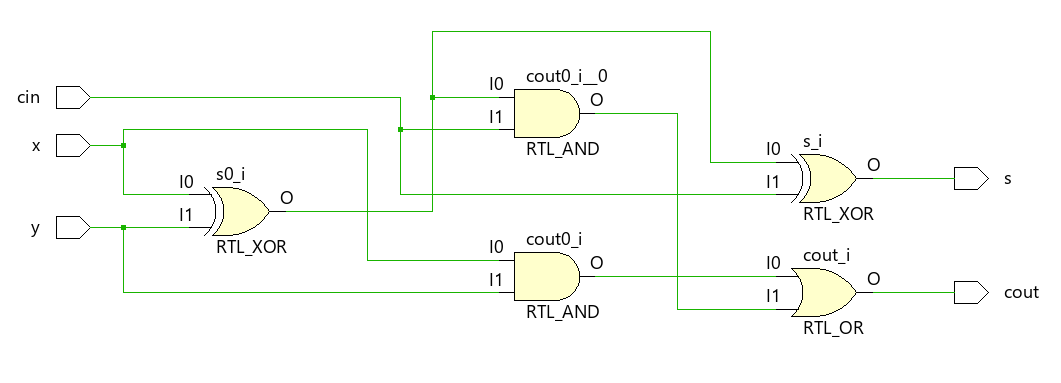 cin
x
y
s0_i
I0
I1
O
RTL_XOR
cout0_i__0
I0
I1
O
RTL_AND
cout0_i
I0
I1
O
RTL_AND
s_i
I0
I1
O
RTL_XOR
s
cout_i
I0
I1
O
RTL_OR
cout